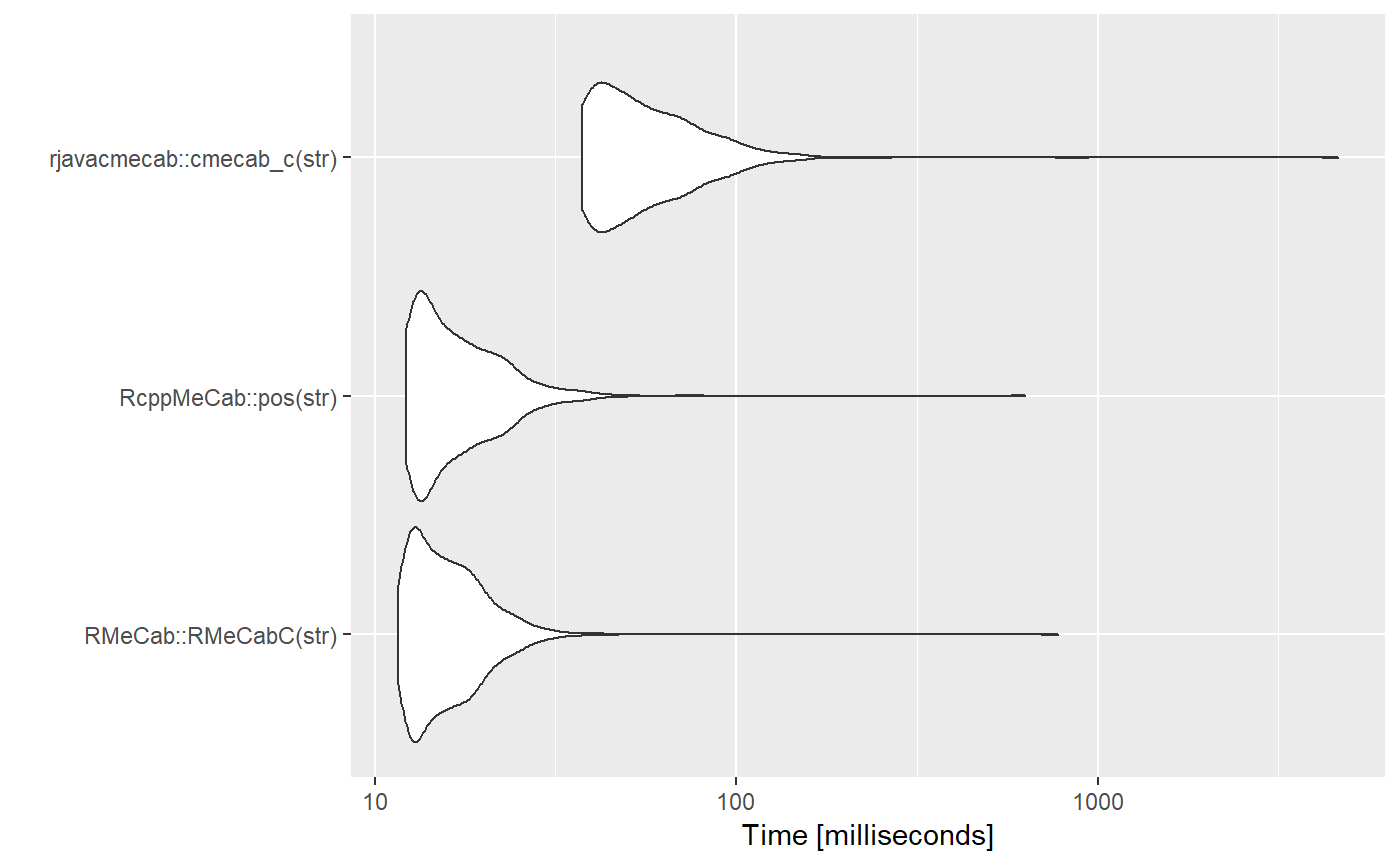 rjavacmecab::cmecab_c(str)
RcppMeCab::pos(str)
RMeCab::RMeCabC(str)
10 100 1000
Time [milliseconds]